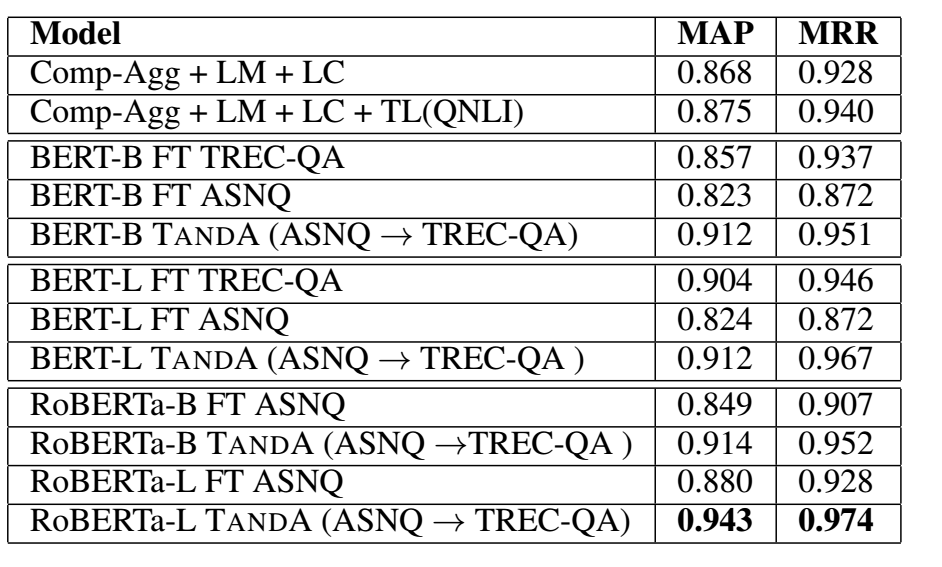 Model MAP MRR
Comp-Agg + LM + LC 0.868 0.928
Comp-Agg + LM + LC + TL(QNLI) 0.875 0.940
BERT-B FT TREC-QA 0.857 0.937
BERT-B FT ASNQ 0.823 0.872
BERT-B TANDA (ASNQ → TREC-QA) 0.912 0.951
BERT-L FT TREC-QA 0.904 0.946
BERT-L FT ASNQ 0.824 0.872
BERT-L TANDA (ASNQ → TREC-QA ) 0.912 0.967
RoBERTa-B FT ASNQ 0.849 0.907
RoBERTa-B TANDA (ASNQ →TREC-QA ) 0.914 0.952
RoBERTa-L FT ASNQ 0.880 0.928
RoBERTa-L TANDA (ASNQ → TREC-QA) 0.943 0.974